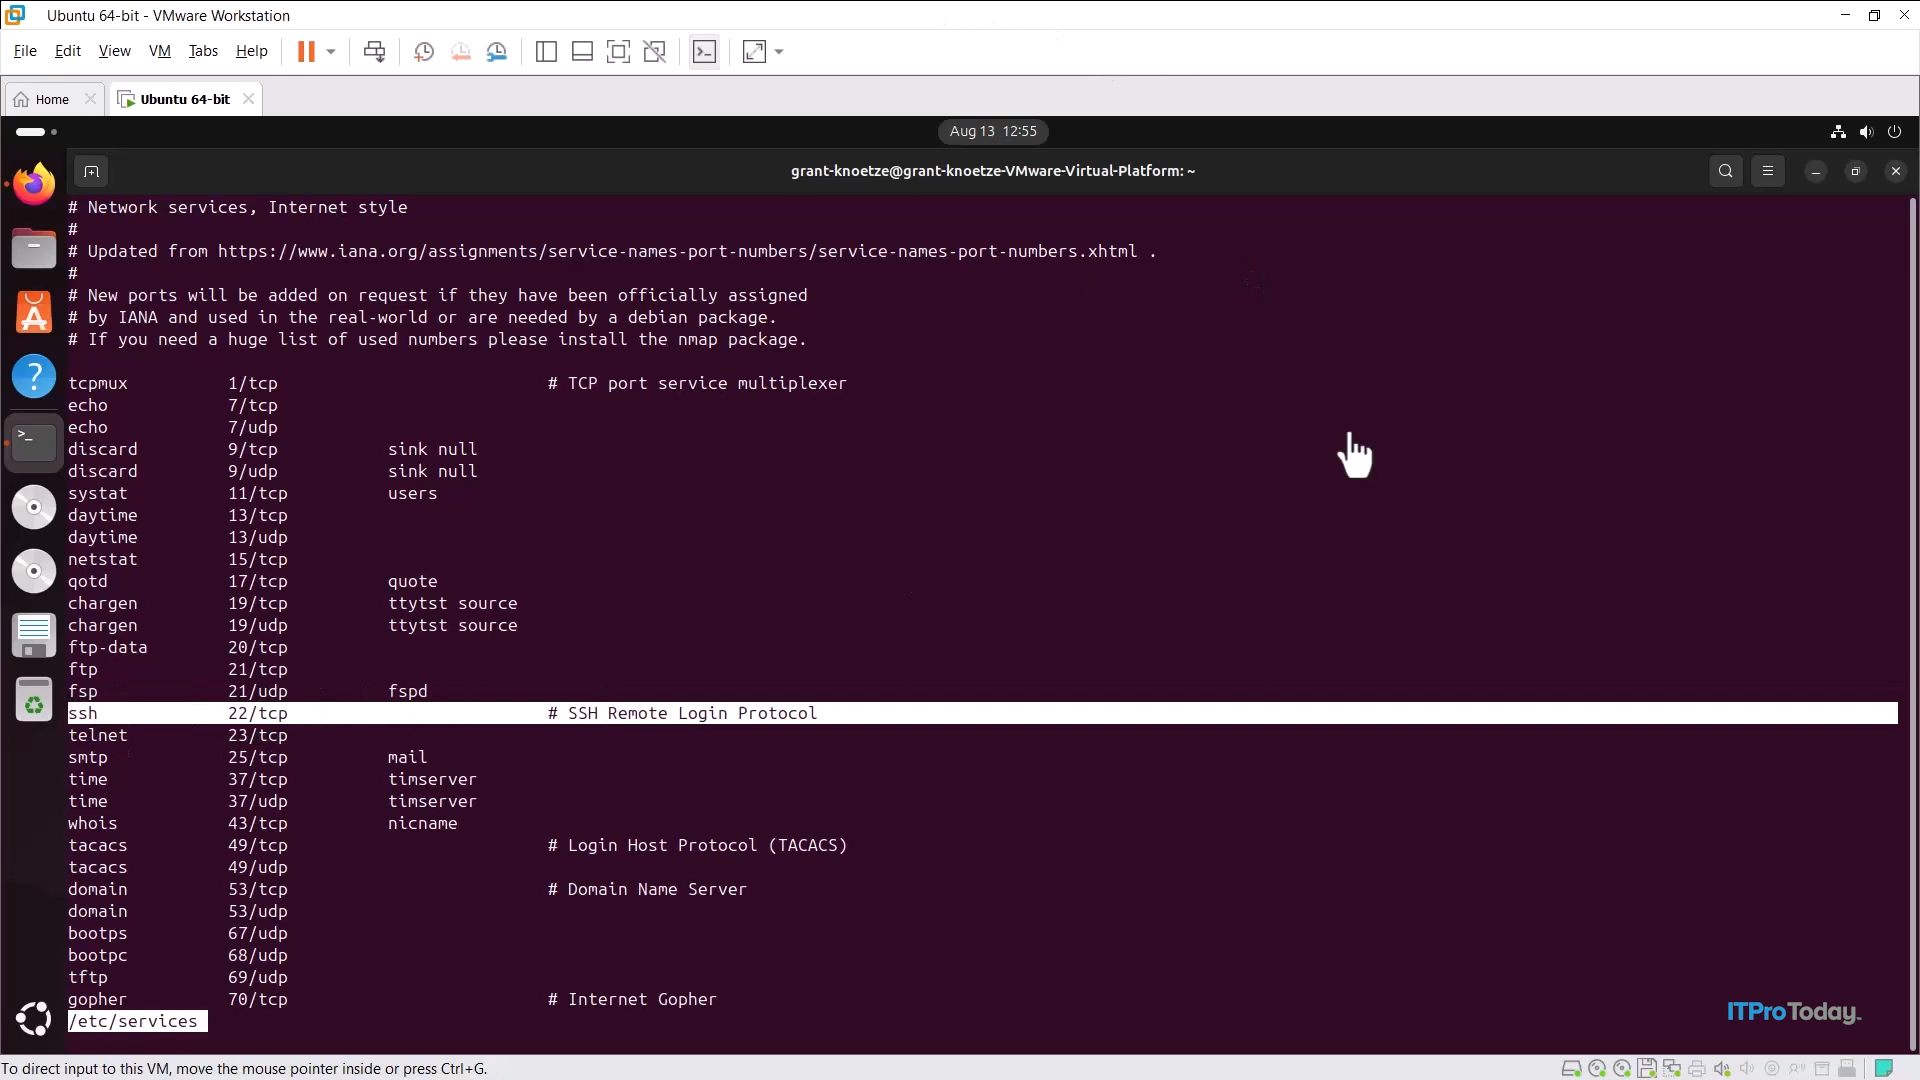 Ubuntu 64-bit - VMware Workstation
File Edit View VM Tabs Help
Home Ubuntu 64-bit
Aug 13 12:55
grant-knoetze@grant-knoetze-VMware-Virtual-Platform: ~
# Network services, Internet style
#
# Updated from https://www.iana.org/assignments/service-names-port-numbers/service-names-port-numbers.xhtml .
#
# New ports will be added on request if they have been officially assigned
# by IANA and used in the real-world or are needed by a debian package.
# If you need a huge list of used numbers please install the nmap package.
tcpmux 1/tcp # TCP port service multiplexer
echo 7/tcp
echo 7/udp
discard 9/tcp sink null
discard 9/udp sink null
systat 11/tcp users
daytime 13/tcp
daytime 13/udp
netstat 15/tcp
qotd 17/tcp quote
chargen 19/tcp ttytst source
chargen 19/udp ttytst source
ftp-data 20/tcp
ftp 21/tcp
fsp 21/udp fspd
ssh 22/tcp # SSH Remote Login Protocol
telnet 23/tcp
smtp 25/tcp mail
time 37/tcp timserver
time 37/udp timserver
whois 43/tcp nicname
tacacs 49/tcp # Login Host Protocol (TACACS)
tacacs 49/udp
domain 53/tcp # Domain Name Server
domain 53/udp
bootps 67/udp
bootpc 68/udp
tftp 69/udp
gopher 70/tcp # Internet Gopher
/etc/services
ITProToday
To direct input to this VM, move the mouse pointer inside or press Ctrl+G.